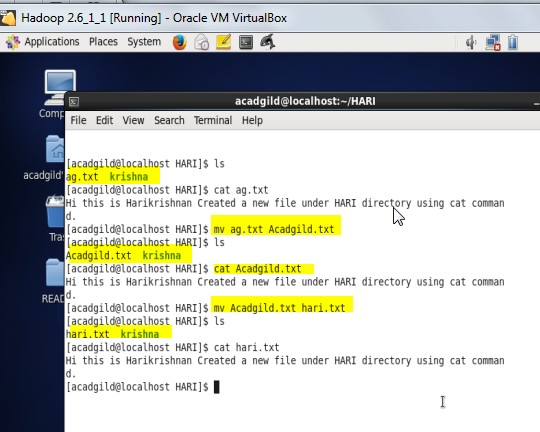 Hadoop 2.6_1_1 [Running] - Oracle VM VirtualBox
Applications Places System
acadgild@localhost:~/HARI
File Edit View Search Terminal Help
[acadgild@localhost HARI]$ ls
ag.txt krishna
[acadgild@localhost HARI]$ cat ag.txt
Hi this is Harikrishnan Created a new file under HARI directory using cat comman
d.
[acadgild@localhost HARI]$ mv ag.txt Acadgild.txt
[acadgild@localhost HARI]$ ls
Acadgild.txt krishna
[acadgild@localhost HARI]$ cat Acadgild.txt
Hi this is Harikrishnan Created a new file under HARI directory using cat comman
d.
[acadgild@localhost HARI]$ mv Acadgild.txt hari.txt
[acadgild@localhost HARI]$ ls
hari.txt krishna
[acadgild@localhost HARI]$ cat hari.txt
Hi this is Harikrishnan Created a new file under HARI directory using cat comman
d.
[acadgild@localhost HARI]$
Comp
acadgild'
Tra
READ